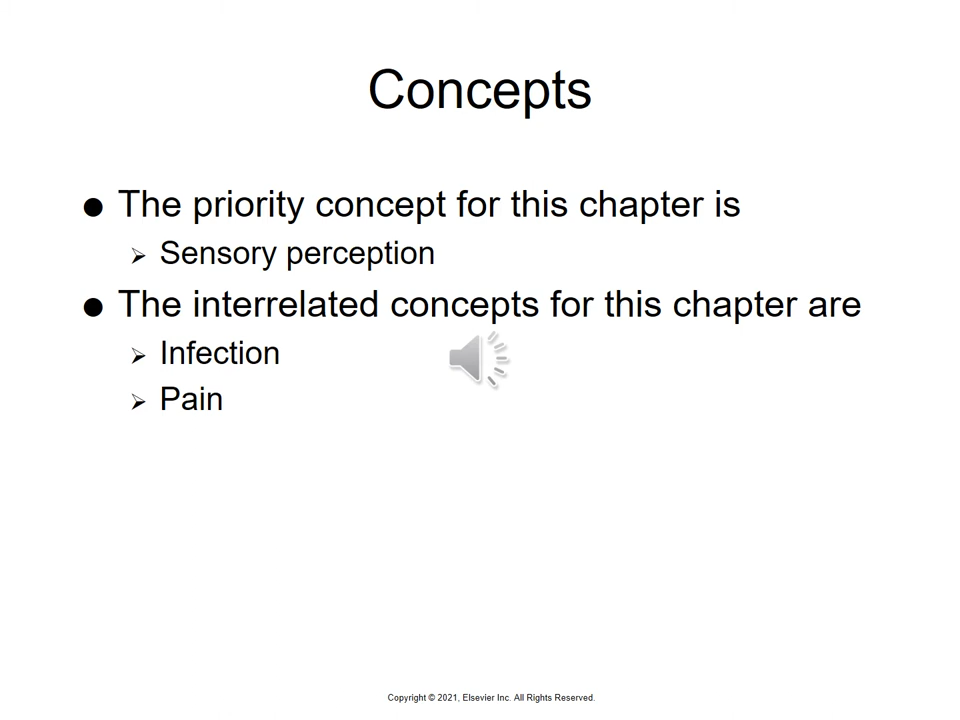 Concepts
● The priority concept for this chapter is
➢ Sensory perception
● The interrelated concepts for this chapter are
➢ Infection
➢ Pain
Copyright © 2021, Elsevier Inc. All Rights Reserved.